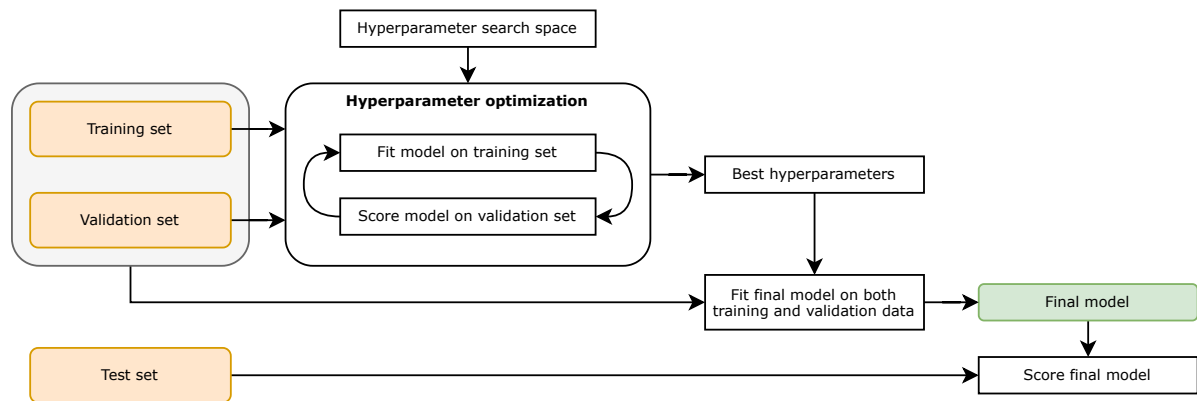 Hyperparameter search space
Hyperparameter optimization
Training set
Fit model on training set
Best hyperparameters
Validation set
Score model on validation set
Fit final model on both
training and validation data
Final model
Test set
Score final model